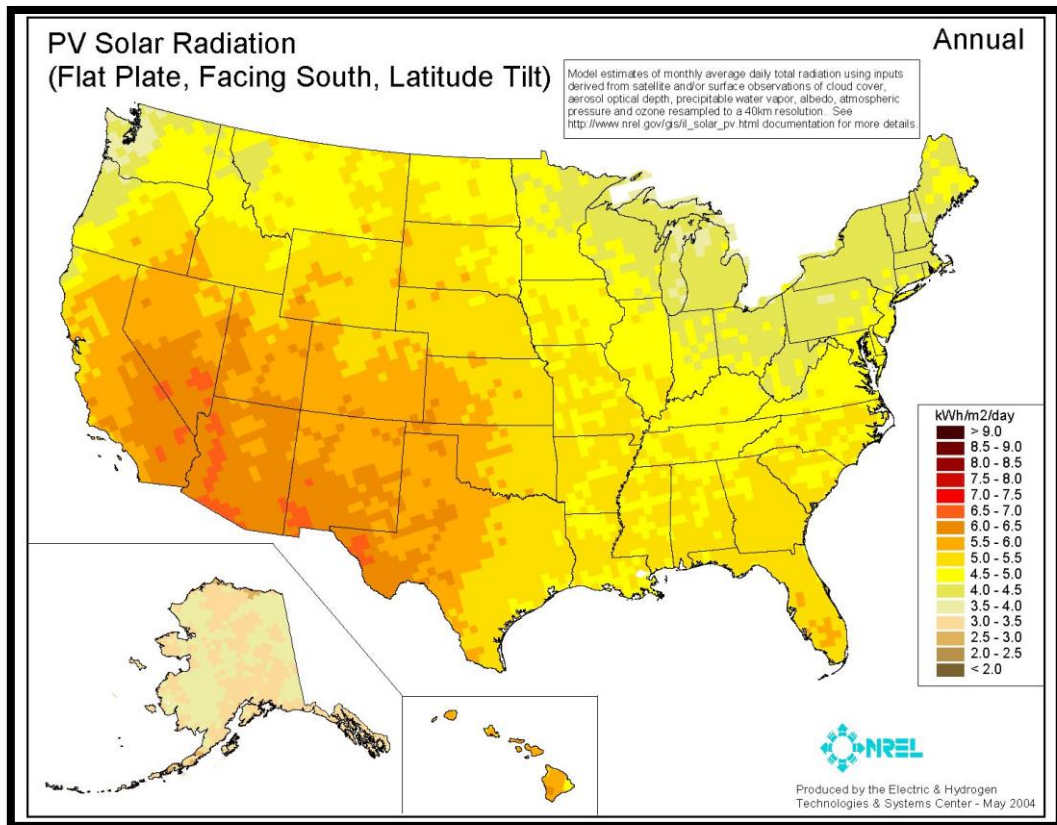 PV Solar Radiation
(Flat Plate, Facing South, Latitude Tilt)
Annual
Model estimates of monthly average daily total radiation using inputs
derived from satellite and/or surface observations of cloud cover,
aerosol optical depth, precipitable water vapor, albedo, atmospheric
pressure and ozone resampled to a 40km resolution. See
http://www.nrel.gov/gis/il_solar_pv.html documentation for more details.
kWh/m2/day
> 9.0
8.5 - 9.0
8.0 - 8.5
7.5 - 8.0
7.0 - 7.5
6.5 - 7.0
6.0 - 6.5
5.5 - 6.0
5.0 - 5.5
4.5 - 5.0
4.0 - 4.5
3.5 - 4.0
3.0 - 3.5
2.5 - 3.0
2.0 - 2.5
< 2.0
NREL
Produced by the Electric & Hydrogen
Technologies & Systems Center - May 2004